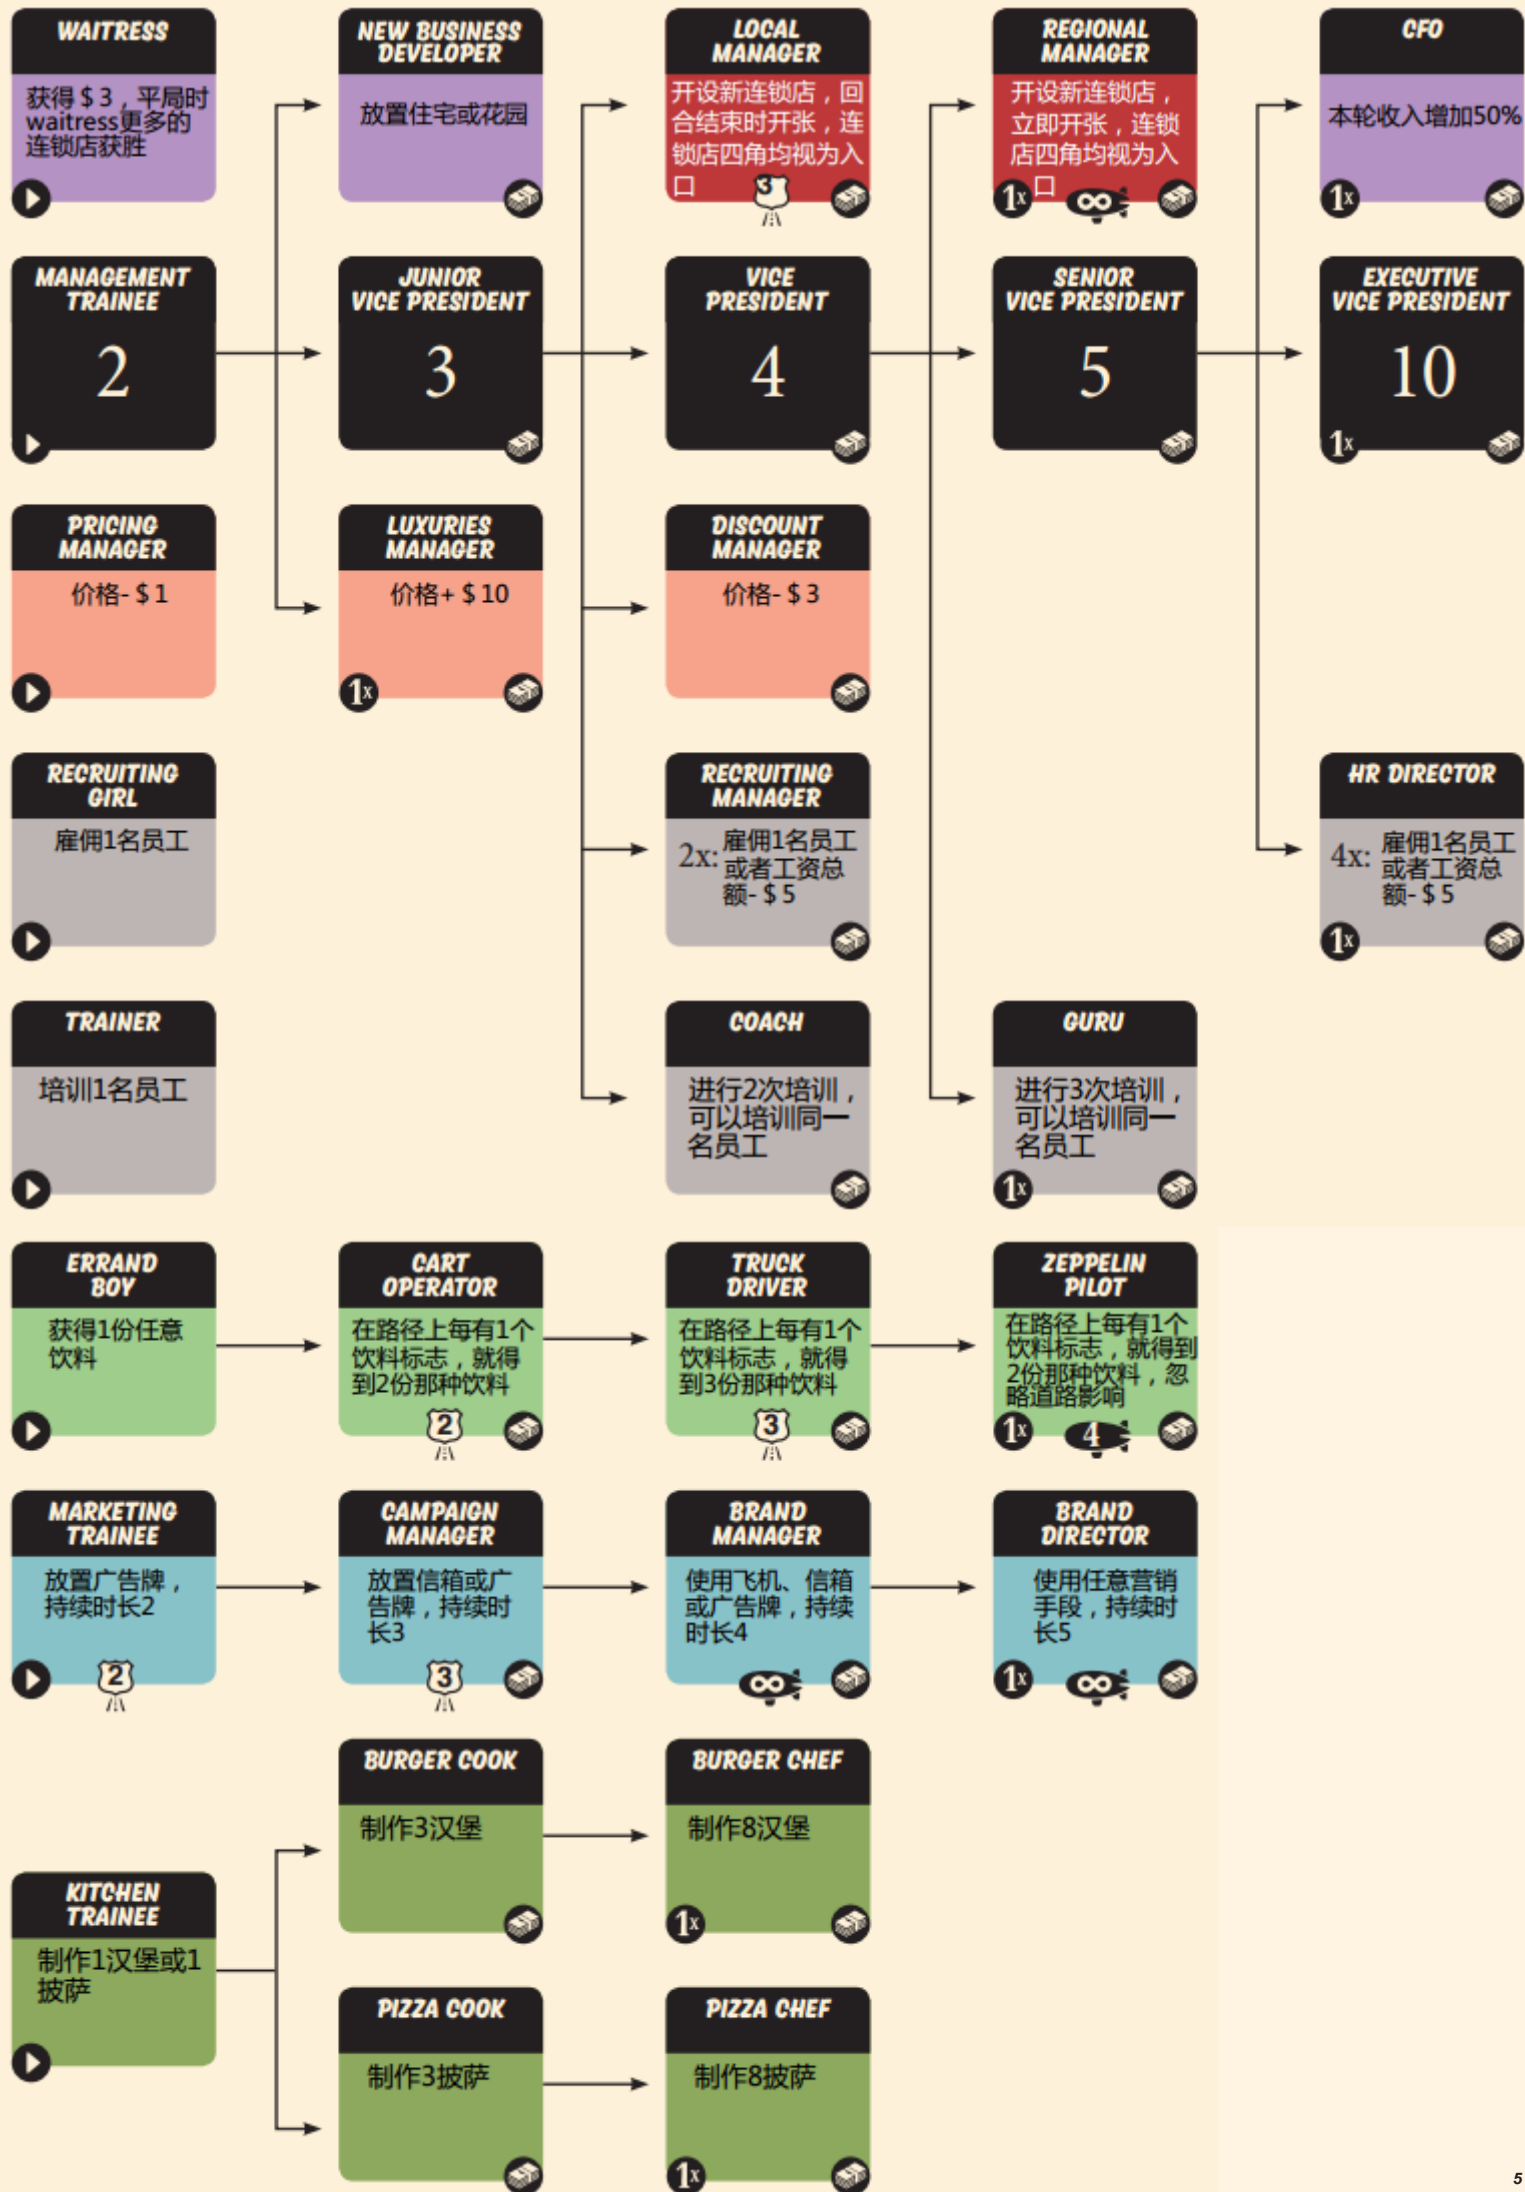 WAITRESS
获得＄3，平局时
waitress更多的
连锁店获胜
NEW BUSINESS
DEVELOPER
放置住宅或花园
LOCAL
MANAGER
开设新连锁店，回
合结束时开张，连
锁店四角均视为入
口
3
REGIONAL
MANAGER
开设新连锁店，
立即开张，连锁
店四角均视为入
口
1x
∞
CFO
本轮收入增加50%
1x
MANAGEMENT
TRAINEE
2
JUNIOR
VICE PRESIDENT
3
VICE
PRESIDENT
4
SENIOR
VICE PRESIDENT
5
EXECUTIVE
VICE PRESIDENT
10
1x
PRICING
MANAGER
价格-＄1
LUXURIES
MANAGER
价格+＄10
1x
DISCOUNT
MANAGER
价格-＄3
RECRUITING
GIRL
雇佣1名员工
RECRUITING
MANAGER
2x: 雇佣1名员工
或者工资总
额-＄5
HR DIRECTOR
4x: 雇佣1名员工
或者工资总
额-＄5
1x
TRAINER
培训1名员工
COACH
进行2次培训，
可以培训同一
名员工
GURU
进行3次培训，
可以培训同一
名员工
1x
ERRAND
BOY
获得1份任意
饮料
CART
OPERATOR
在路径上每有1个
饮料标志，就得
到2份那种饮料
2
TRUCK
DRIVER
在路径上每有1个
饮料标志，就得
到3份那种饮料
3
ZEPPELIN
PILOT
在路径上每有1个
饮料标志，就得到
2份那种饮料，忽
略道路影响
1x
4
MARKETING
TRAINEE
放置广告牌，
持续时长2
2
CAMPAIGN
MANAGER
放置信箱或广
告牌，持续时
长3
3
BRAND
MANAGER
使用飞机、信箱
或广告牌，持续
时长4
∞
BRAND
DIRECTOR
使用任意营销
手段，持续时
长5
1x
∞
BURGER COOK
制作3汉堡
BURGER CHEF
制作8汉堡
1x
KITCHEN
TRAINEE
制作1汉堡或1
披萨
PIZZA COOK
制作3披萨
PIZZA CHEF
制作8披萨
1x
5